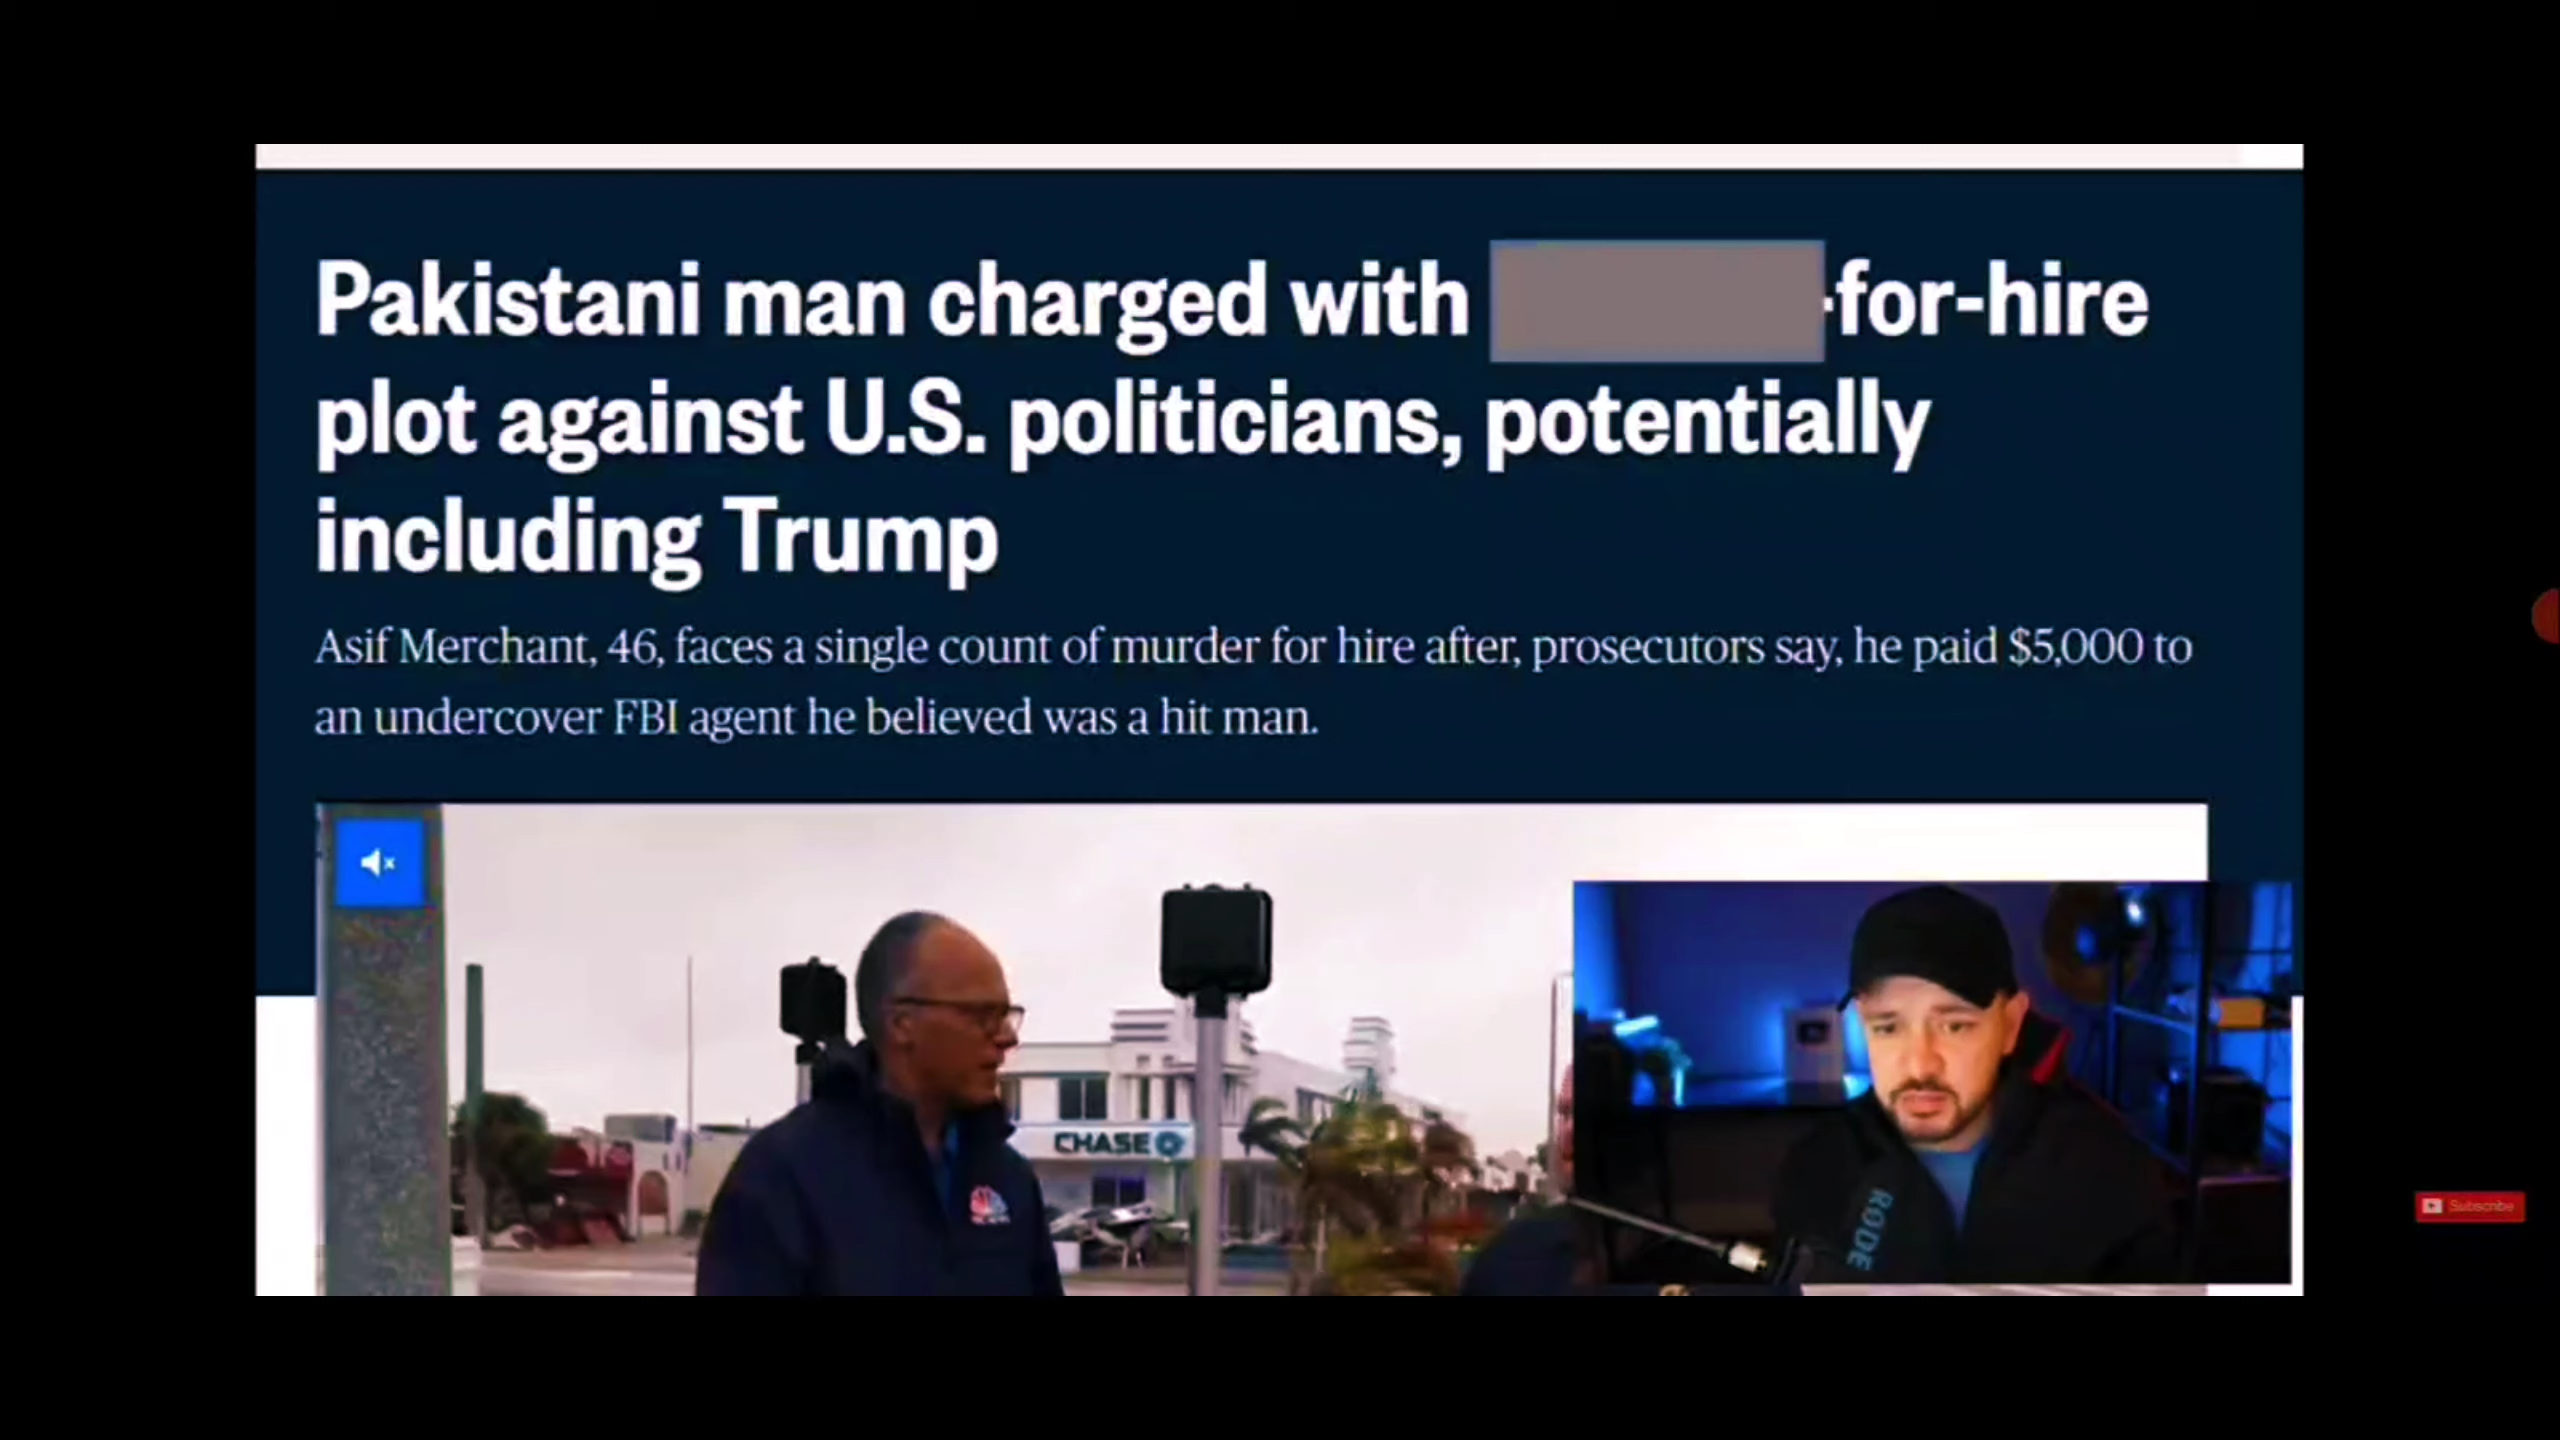 Pakistani man charged with -for-hire
plot against U.S. politicians, potentially
including Trump
Asif Merchant, 46, faces a single count of murder for hire after, prosecutors say, he paid $5,000 to
an undercover FBI agent he believed was a hit man.
CHASE
RODE
Subscribe